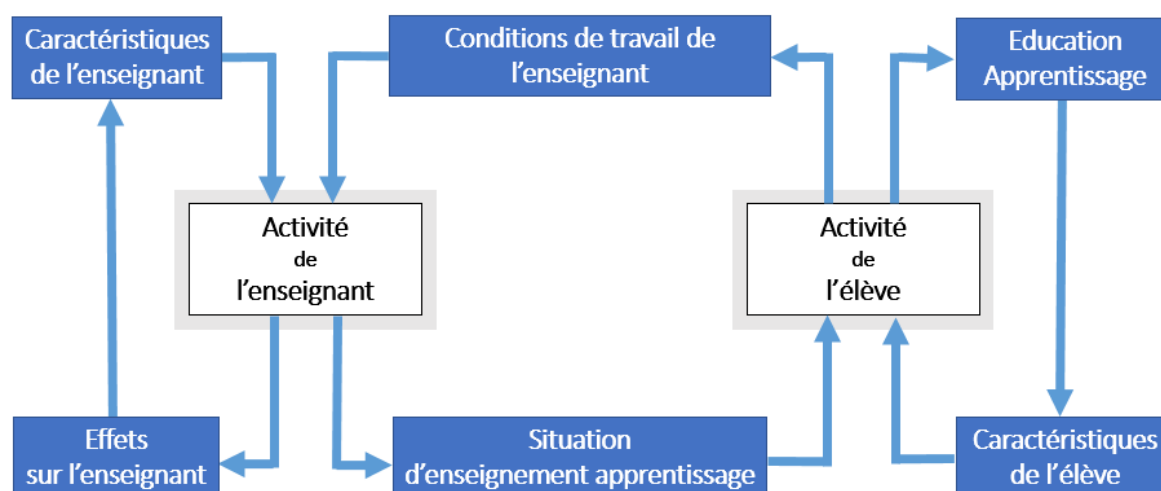 Caractéristiques
de l'enseignant
Conditions de travail de
l'enseignant
Education
Apprentissage
Activité
de
l'enseignant
Activité
de
l'élève
Effets
sur l'enseignant
Situation
d'enseignement apprentissage
Caractéristiques
de l'élève